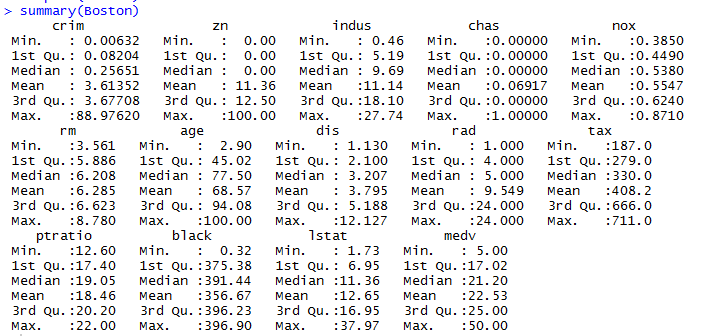 > summary(Boston)
crim zn indus chas nox
Min. : 0.00632 Min. : 0.00 Min. : 0.46 Min. :0.00000 Min. :0.3850
1st Qu.: 0.08204 1st Qu.: 0.00 1st Qu.: 5.19 1st Qu.:0.00000 1st Qu.:0.4490
Median : 0.25651 Median : 0.00 Median : 9.69 Median :0.00000 Median :0.5380
Mean : 3.61352 Mean : 11.36 Mean :11.14 Mean :0.06917 Mean :0.5547
3rd Qu.: 3.67708 3rd Qu.: 12.50 3rd Qu.:18.10 3rd Qu.:0.00000 3rd Qu.:0.6240
Max. :88.97620 Max. :100.00 Max. :27.74 Max. :1.00000 Max. :0.8710
rm age dis rad tax
Min. :3.561 Min. : 2.90 Min. : 1.130 Min. : 1.000 Min. :187.0
1st Qu.:5.886 1st Qu.: 45.02 1st Qu.: 2.100 1st Qu.: 4.000 1st Qu.:279.0
Median :6.208 Median : 77.50 Median : 3.207 Median : 5.000 Median :330.0
Mean :6.285 Mean : 68.57 Mean : 3.795 Mean : 9.549 Mean :408.2
3rd Qu.:6.623 3rd Qu.: 94.08 3rd Qu.: 5.188 3rd Qu.:24.000 3rd Qu.:666.0
Max. :8.780 Max. :100.00 Max. :12.127 Max. :24.000 Max. :711.0
ptratio black lstat medv
Min. :12.60 Min. : 0.32 Min. : 1.73 Min. : 5.00
1st Qu.:17.40 1st Qu.:375.38 1st Qu.: 6.95 1st Qu.:17.02
Median :19.05 Median :391.44 Median :11.36 Median :21.20
Mean :18.46 Mean :356.67 Mean :12.65 Mean :22.53
3rd Qu.:20.20 3rd Qu.:396.23 3rd Qu.:16.95 3rd Qu.:25.00
Max. :22.00 Max. :396.90 Max. :37.97 Max. :50.00